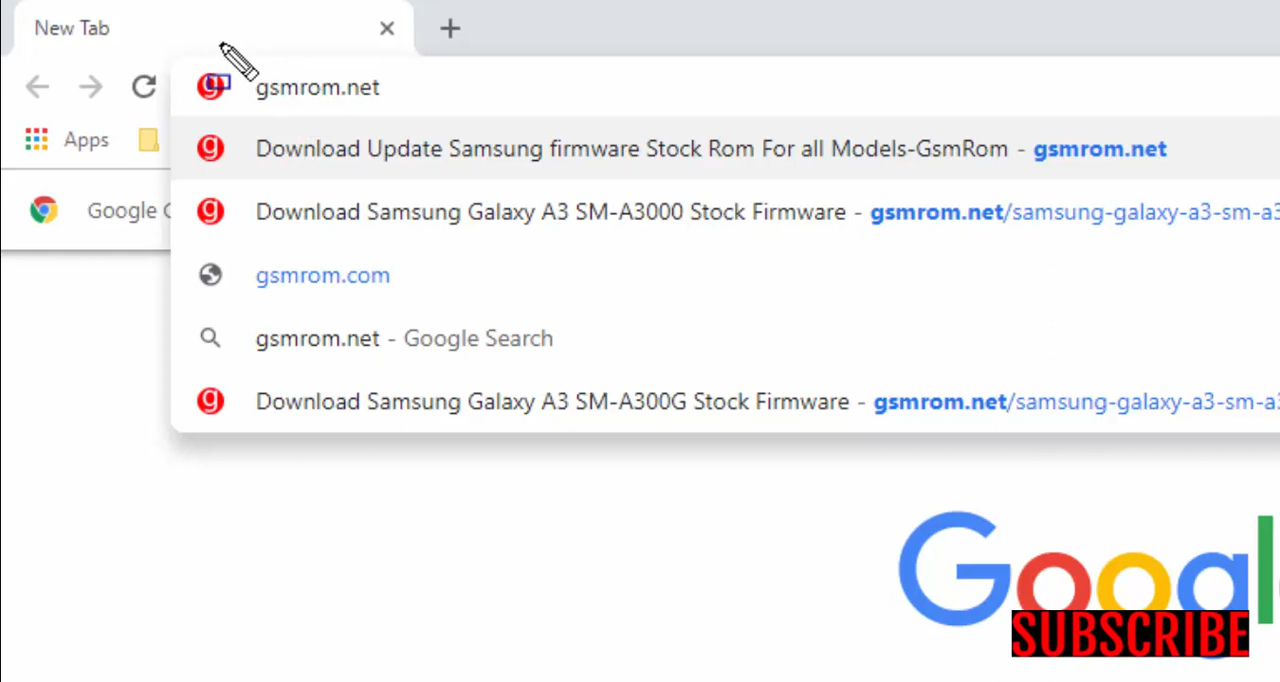 New Tab
gsmrom.net
Download Update Samsung firmware Stock Rom For all Models-GsmRom - gsmrom.net
Apps
Download Samsung Galaxy A3 SM-A3000 Stock Firmware - gsmrom.net/samsung-galaxy-a3-sm-a3
Google
gsmrom.com
gsmrom.net - Google Search
Download Samsung Galaxy A3 SM-A300G Stock Firmware - gsmrom.net/samsung-galaxy-a3-sm-a3
Googl
SUBSCRIBE